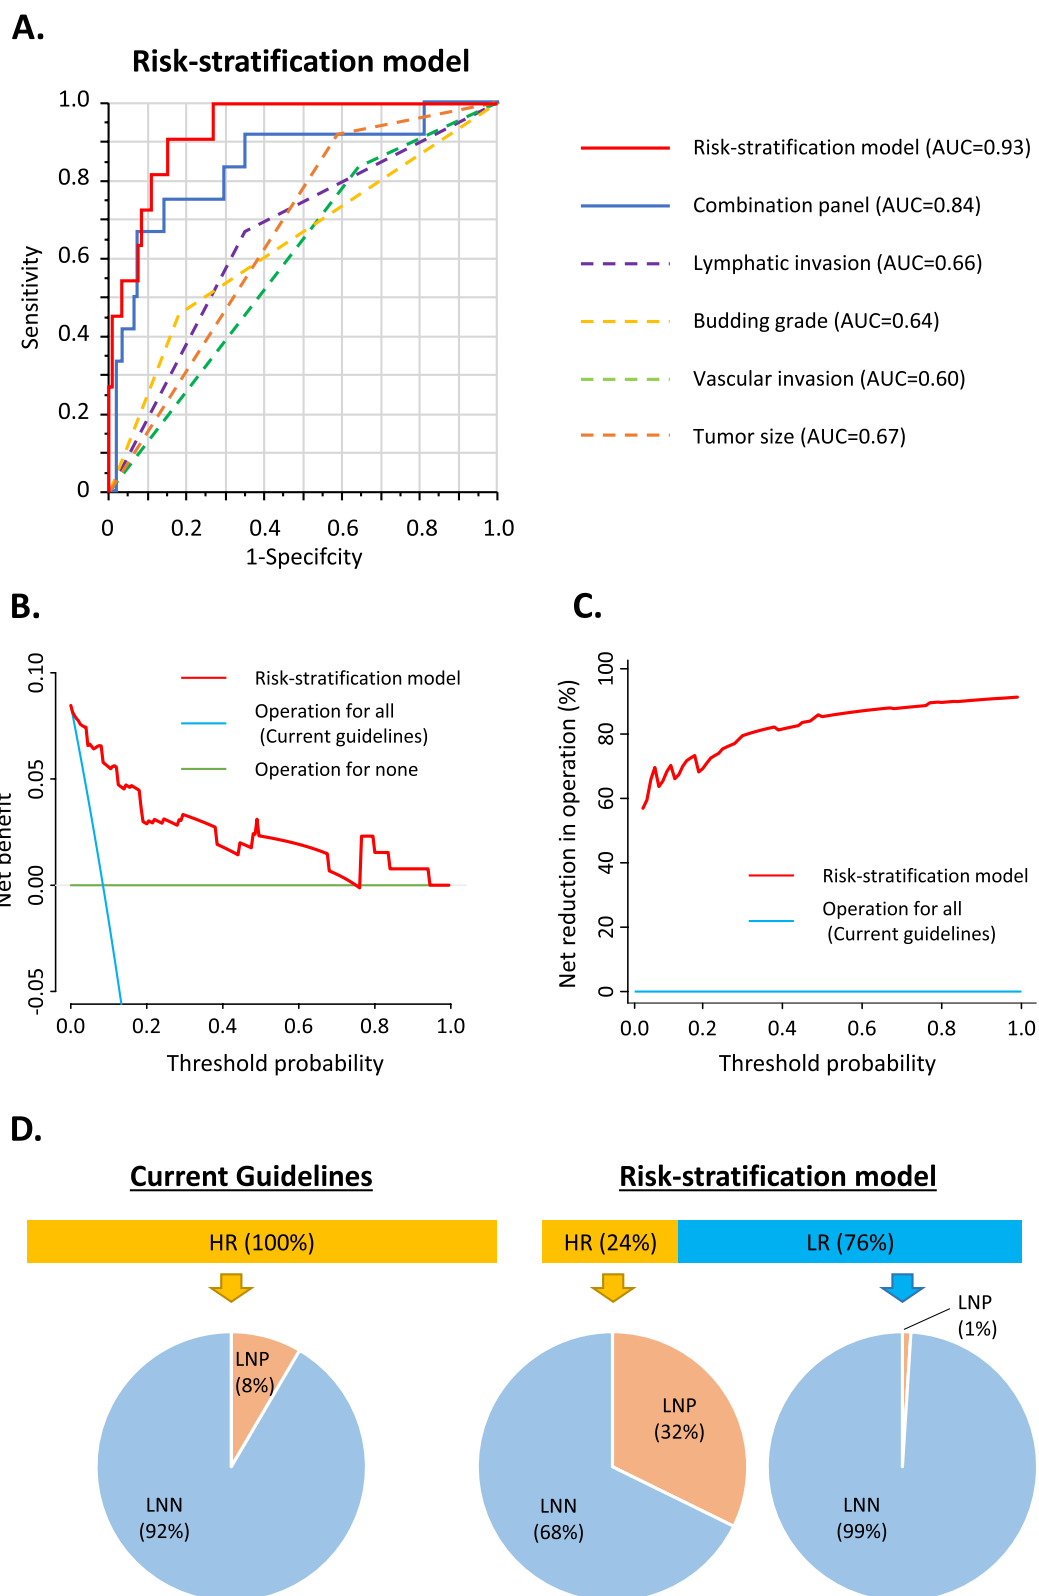 A.
Risk-stratification model
1.0
0.8
0.6
0.4
0.2
0
Sensitivity
0
0.2
0.4
0.6
0.8
1.0
1-Specifcity
Risk-stratification model (AUC=0.93)
Combination panel (AUC=0.84)
Lymphatic invasion (AUC=0.66)
Budding grade (AUC=0.64)
Vascular invasion (AUC=0.60)
Tumor size (AUC=0.67)
B.
0.10
0.05
0.00
-0.05
Net benefit
Risk-stratification model
Operation for all
(Current guidelines)
Operation for none
0.0
0.2
0.4
0.6
0.8
1.0
Threshold probability
C.
100
80
60
40
20
0
Net reduction in operation (%)
Risk-stratification model
Operation for all
(Current guidelines)
0.0
0.2
0.4
0.6
0.8
1.0
Threshold probability
D.
Current Guidelines
HR (100%)
LNP
(8%)
LNN
(92%)
Risk-stratification model
HR (24%)
LR (76%)
LNP
(32%)
LNN
(68%)
LNP
(1%)
LNN
(99%)